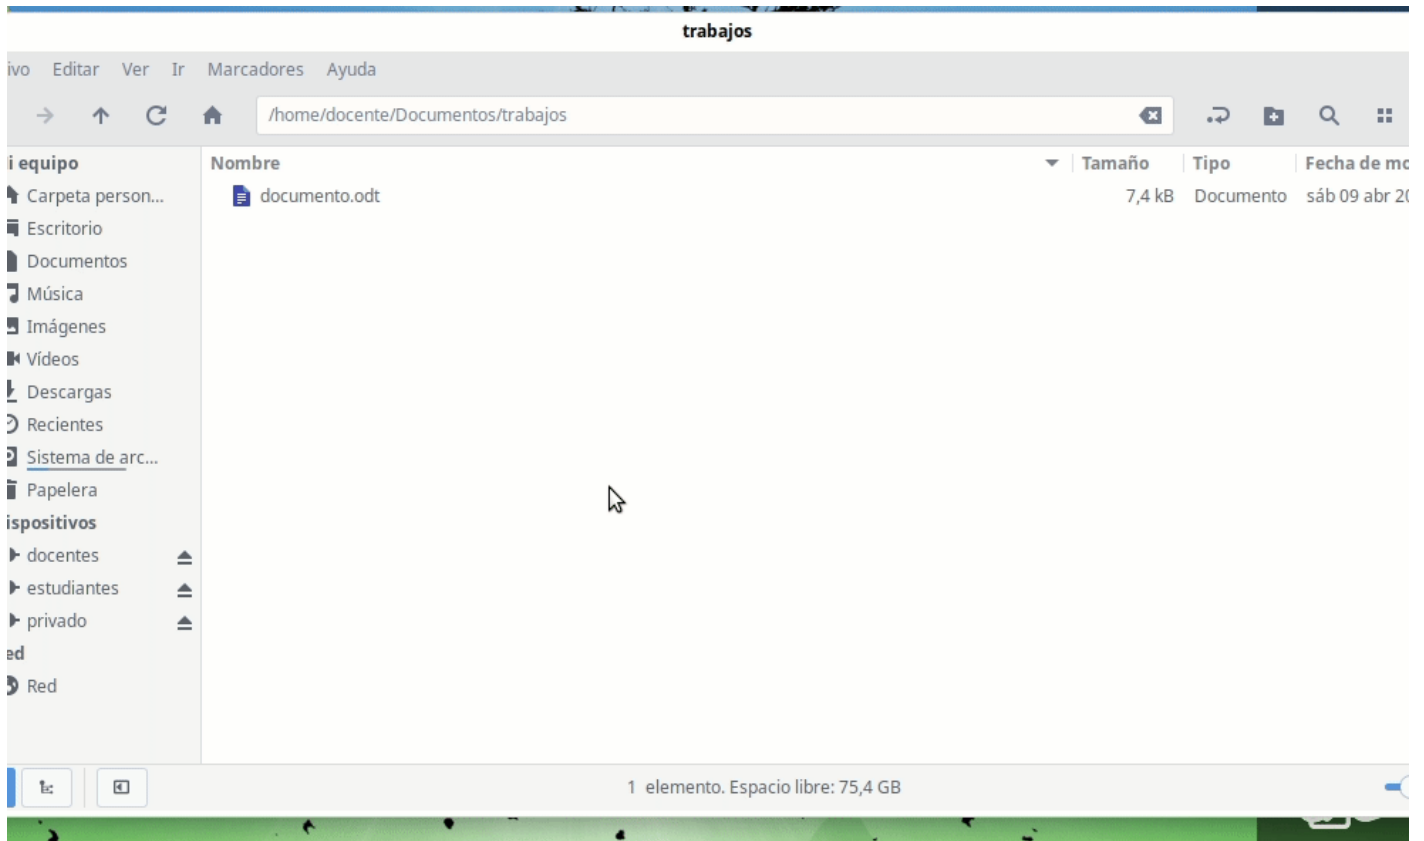 trabajos
ivo Editar Ver Ir Marcadores Ayuda
/home/docente/Documentos/trabajos
i equipo
Carpeta person...
Escritorio
Documentos
Música
Imágenes
Vídeos
Descargas
Recientes
Sistema de arc...
Papelera
ispositivos
docentes
estudiantes
privado
ed
Red
Nombre Tamaño Tipo Fecha de mo
documento.odt 7,4 kB Documento sáb 09 abr 20
1 elemento. Espacio libre: 75,4 GB